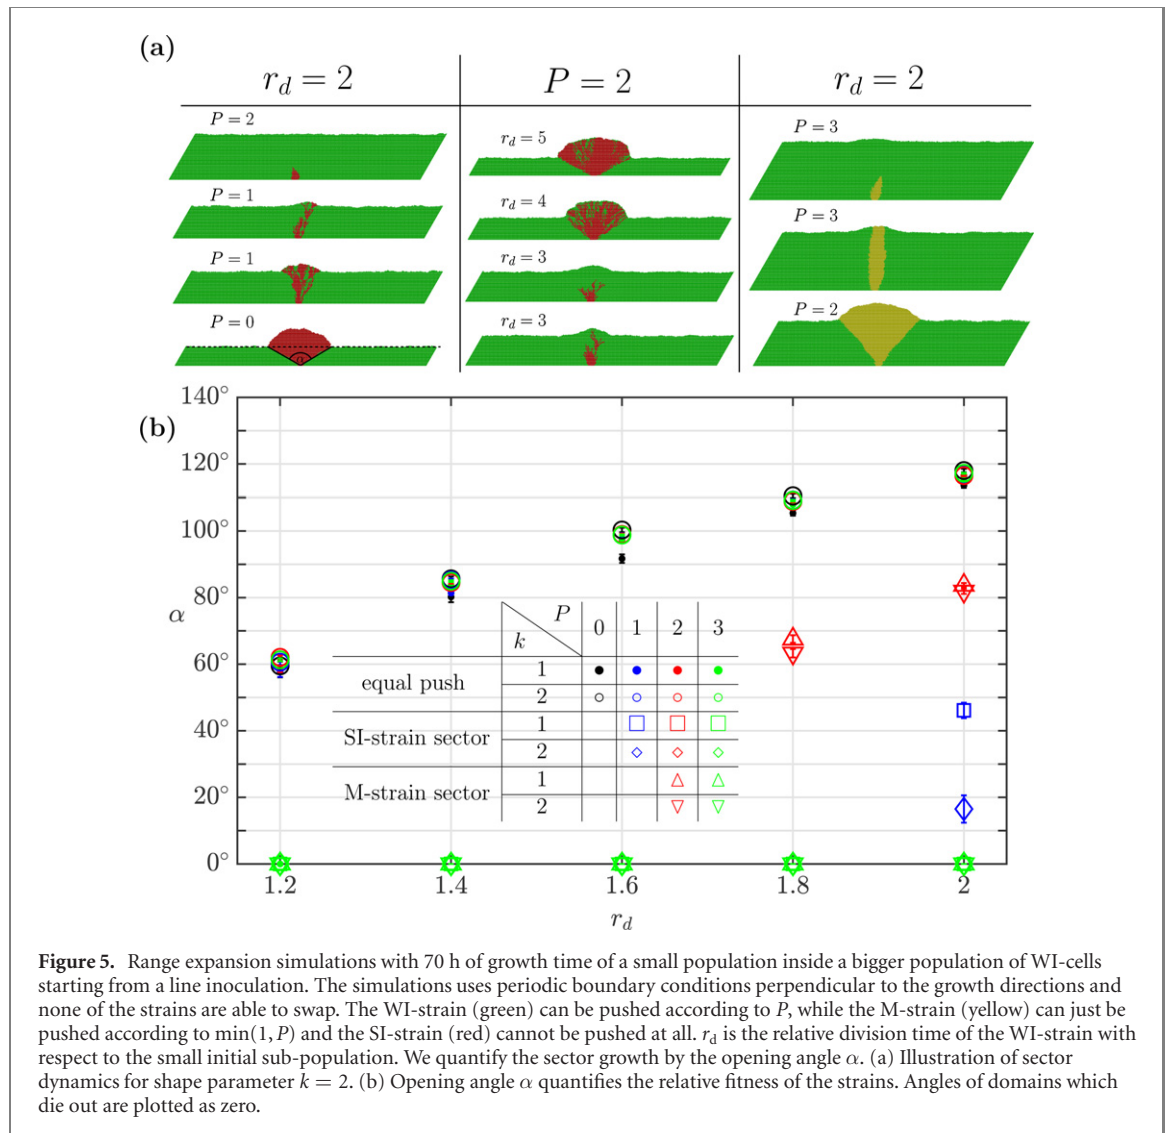 (a)
r_d = 2
P = 2
r_d = 2
P = 2
P = 1
P = 1
P = 0
α
r_d = 5
r_d = 4
r_d = 3
r_d = 3
P = 3
P = 3
P = 2
(b)
140°
120°
100°
80°
60°
40°
20°
0°
α
P
k
0 1 2 3
equal push 1
2
SI-strain sector 1
2
M-strain sector 1
2
1.2 1.4 1.6 1.8 2
r_d
Figure 5. Range expansion simulations with 70 h of growth time of a small population inside a bigger population of WI-cells
starting from a line inoculation. The simulations uses periodic boundary conditions perpendicular to the growth directions and
none of the strains are able to swap. The WI-strain (green) can be pushed according to P, while the M-strain (yellow) can just be
pushed according to min(1, P) and the SI-strain (red) cannot be pushed at all. r_d is the relative division time of the WI-strain with
respect to the small initial sub-population. We quantify the sector growth by the opening angle α. (a) Illustration of sector
dynamics for shape parameter k = 2. (b) Opening angle α quantifies the relative fitness of the strains. Angles of domains which
die out are plotted as zero.